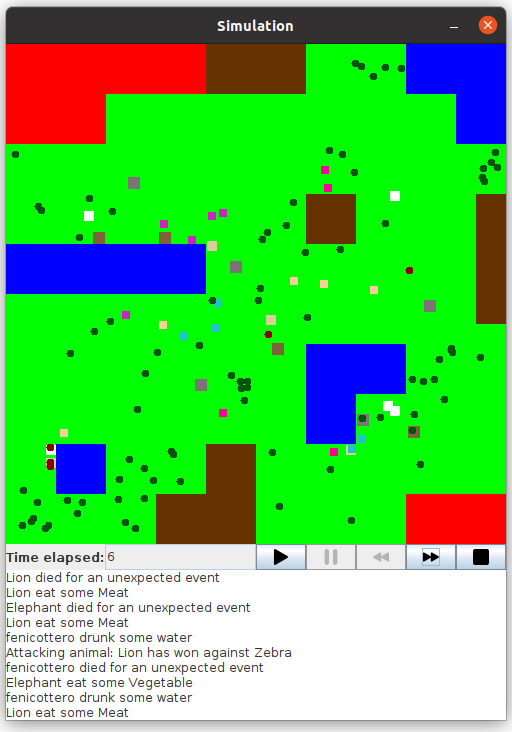 Simulation
Time elapsed: 6
Lion died for an unexpected event
Lion eat some Meat
Elephant died for an unexpected event
Lion eat some Meat
fenicottero drunk some water
Attacking animal: Lion has won against Zebra
fenicottero died for an unexpected event
Elephant eat some Vegetable
fenicottero drunk some water
Lion eat some Meat